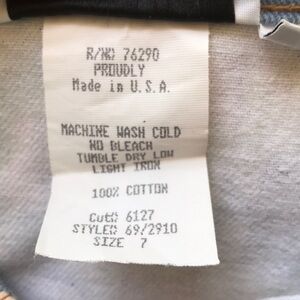 R/N@ 76290
PROUDLY
Made in U.S.A.
MACHINE WASH COLD
NO BLEACH
TUMBLE DRY LOW
LIGHT IRON
100% COTTON
Cut@ 6127
STYLE@ 69/2910
SIZE 7